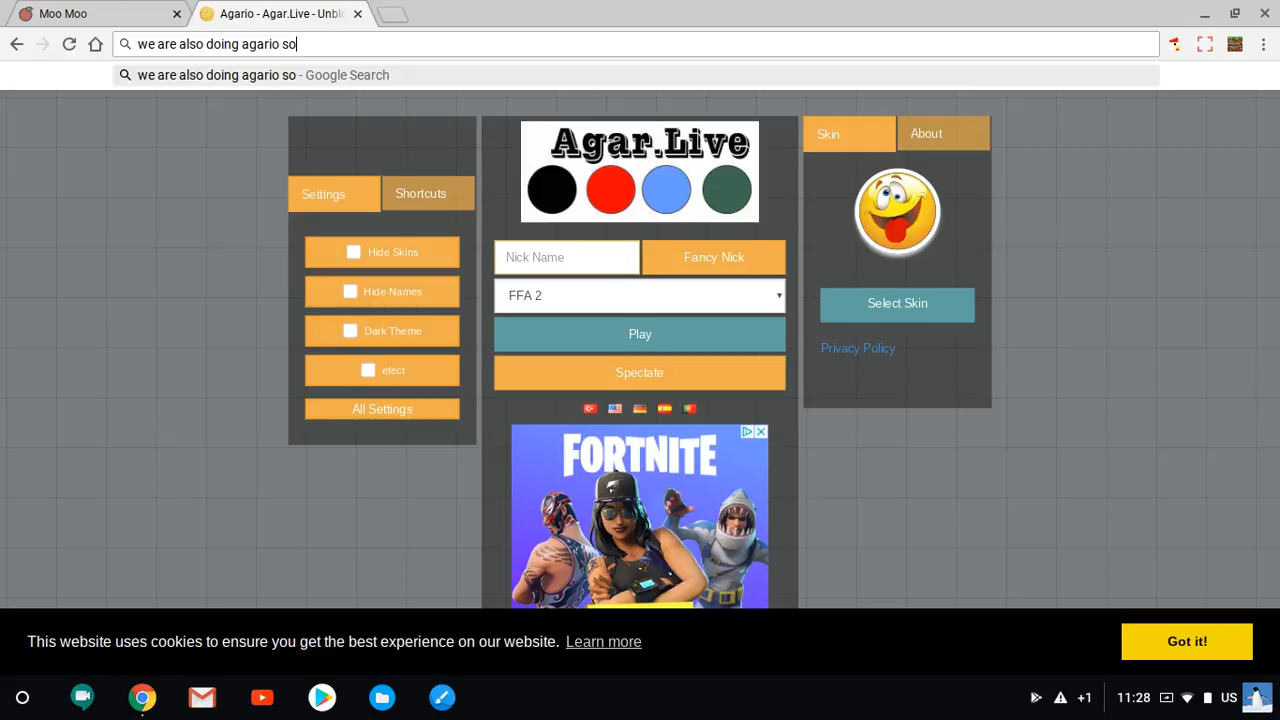 Moo Moo
Agario - Agar.Live - Unblo
we are also doing agario so
we are also doing agario so - Google Search
Settings
Shortcuts
Hide Skins
Hide Names
Dark Theme
efect
All Settings
Agar.Live
Nick Name
Fancy Nick
FFA 2
Play
Spectate
FORTNITE
Skin
About
Select Skin
Privacy Policy
This website uses cookies to ensure you get the best experience on our website. Learn more
Got it!
+1
11:28
US